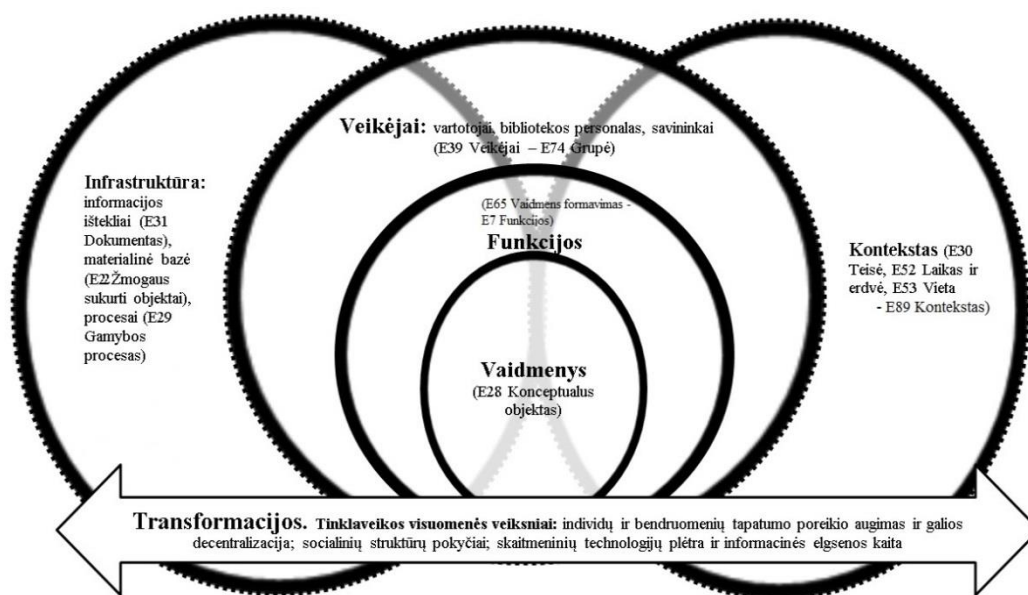 Veikėjai: vartotojai, bibliotekos personalas, savininkai
(E39 Veikėjai – E74 Grupė)
Infrastruktūra:
informacijos
ištekliai (E31
Dokumentas),
materialinė bazė
(E22Žmogaus
sukurti objektai),
procesai (E29
Gamybos
procesas)
(E65 Vaidmens formavimas -
E7 Funkcijos)
Funkcijos
Vaidmenys
(E28 Konceptualus
objektas)
Kontekstas (E30
Teisė, E52 Laikas ir
erdvė, E53 Vieta
- E89 Kontekstas)
Transformacijos. Tinklaveikos visuomenės veiksniai: individų ir bendruomenių tapatumo poreikio augimas ir galios
decentralizacija; socialinių struktūrų pokyčiai; skaitmeninių technologijų plėtra ir informacinės elgsenos kaita